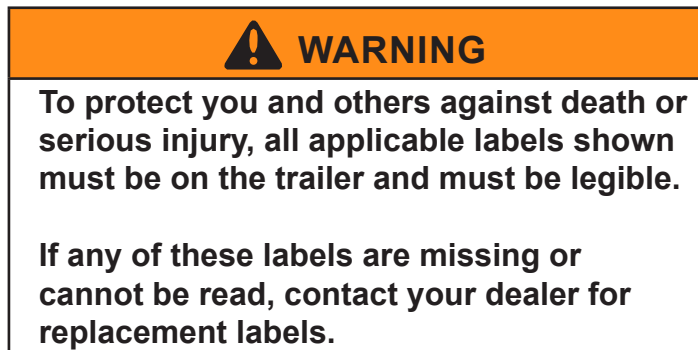 WARNING
To protect you and others against death or
serious injury, all applicable labels shown
must be on the trailer and must be legible.
If any of these labels are missing or
cannot be read, contact your dealer for
replacement labels.